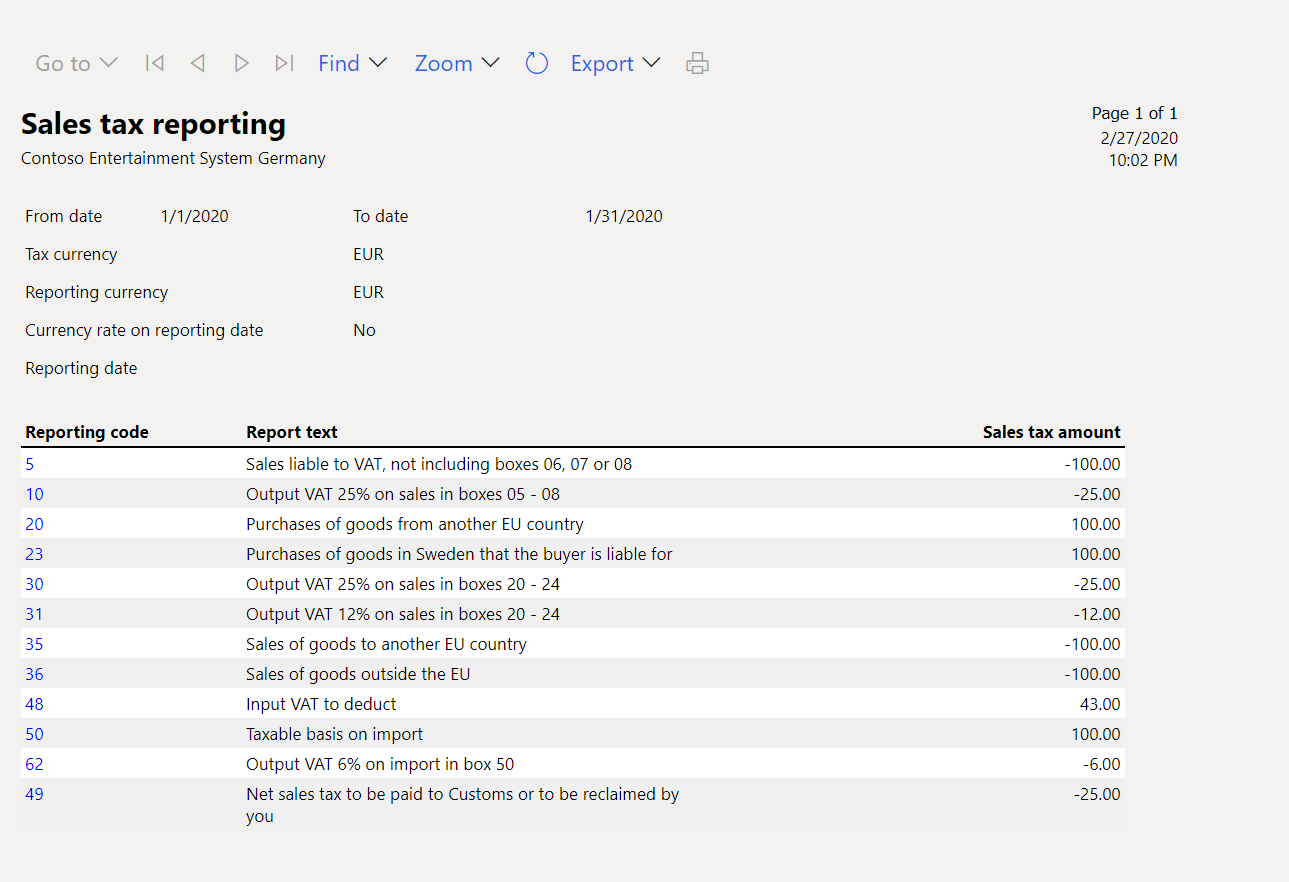 Go to Find Zoom Export
Sales tax reporting
Page 1 of 1
Contoso Entertainment System Germany
2/27/2020
10:02 PM
From date 1/1/2020 To date 1/31/2020
Tax currency EUR
Reporting currency EUR
Currency rate on reporting date No
Reporting date
Reporting code Report text Sales tax amount
5 Sales liable to VAT, not including boxes 06, 07 or 08 -100.00
10 Output VAT 25% on sales in boxes 05 - 08 -25.00
20 Purchases of goods from another EU country 100.00
23 Purchases of goods in Sweden that the buyer is liable for 100.00
30 Output VAT 25% on sales in boxes 20 - 24 -25.00
31 Output VAT 12% on sales in boxes 20 - 24 -12.00
35 Sales of goods to another EU country -100.00
36 Sales of goods outside the EU -100.00
48 Input VAT to deduct 43.00
50 Taxable basis on import 100.00
62 Output VAT 6% on import in box 50 -6.00
49 Net sales tax to be paid to Customs or to be reclaimed by -25.00
you